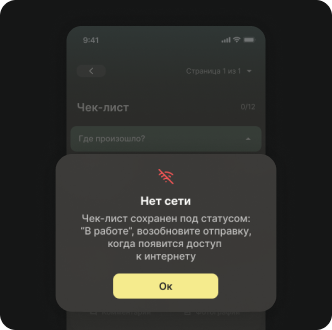 9:41
Страница 1 из 1
Чек-лист
0/12
Где произошло?
Нет сети
Чек-лист сохранен под статусом:
"В работе", возобновите отправку,
когда появится доступ
к интернету
Ок